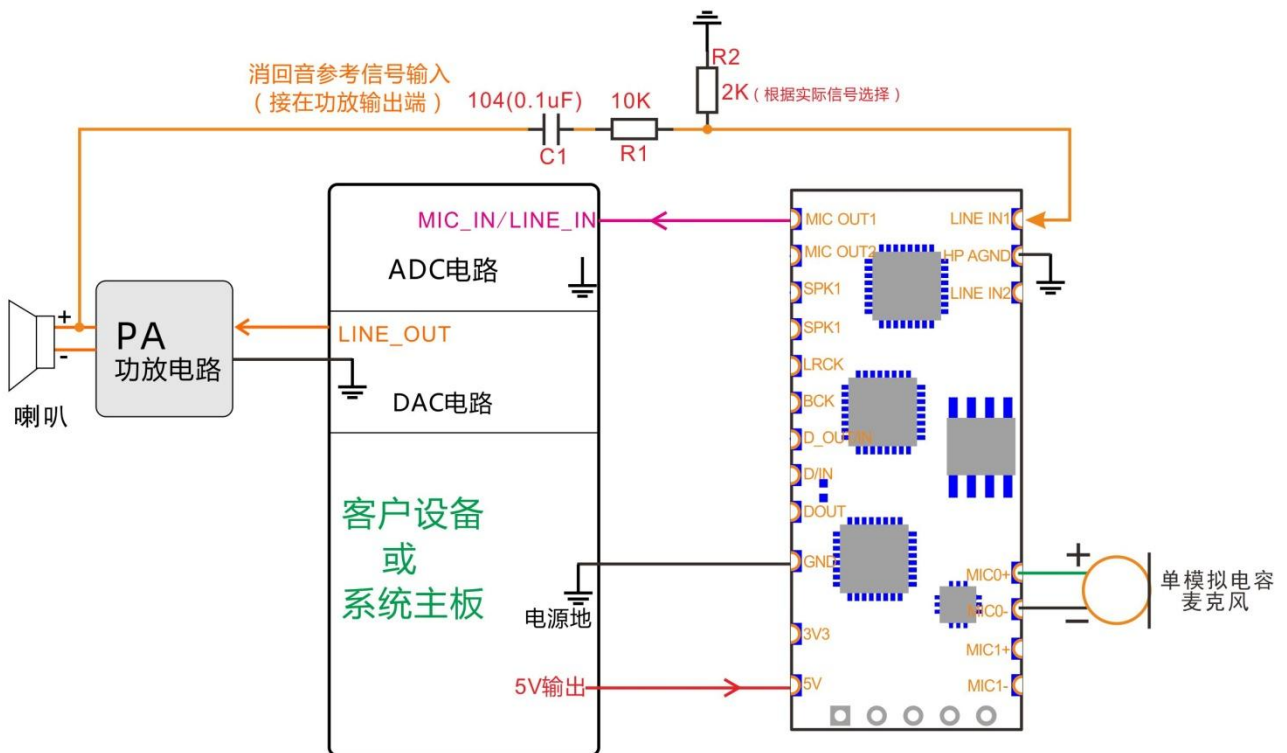 消回音参考信号输入
（接在功放输出端）
104(0.1uF)
C1
10K
R1
R2
2K（根据实际信号选择）
MIC_IN/LINE_IN
ADC电路
LINE_OUT
DAC电路
+
-
PA
功放电路
喇叭
客户设备
或
系统主板
电源地
5V输出
MIC OUT1
MIC OUT2
SPK1
SPK1
LRCK
BCK
D_OUT/IN
D/IN
DOUT
GND
3V3
5V
LINE IN1
HP AGND
LINE IN2
MIC0+
MIC0-
MIC1+
MIC1-
+
−
单模拟电容
麦克风